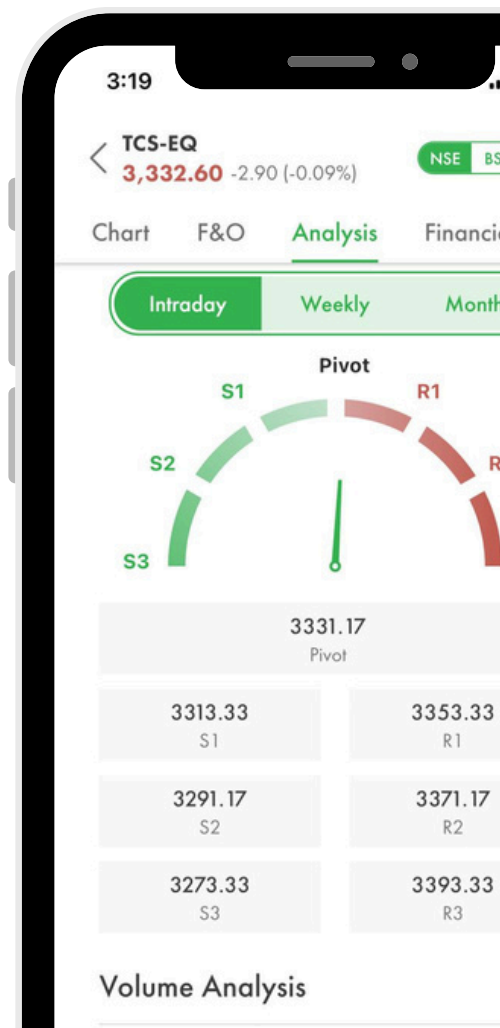 3:19
TCS-EQ
3,332.60 -2.90 (-0.09%)
NSE
Chart F&O Analysis
Intraday Weekly
Pivot
S1 R1
S2
S3
3331.17
Pivot
3313.33 3353.33
S1 R1
3291.17 3371.17
S2 R2
3273.33 3393.33
S3 R3
Volume Analysis